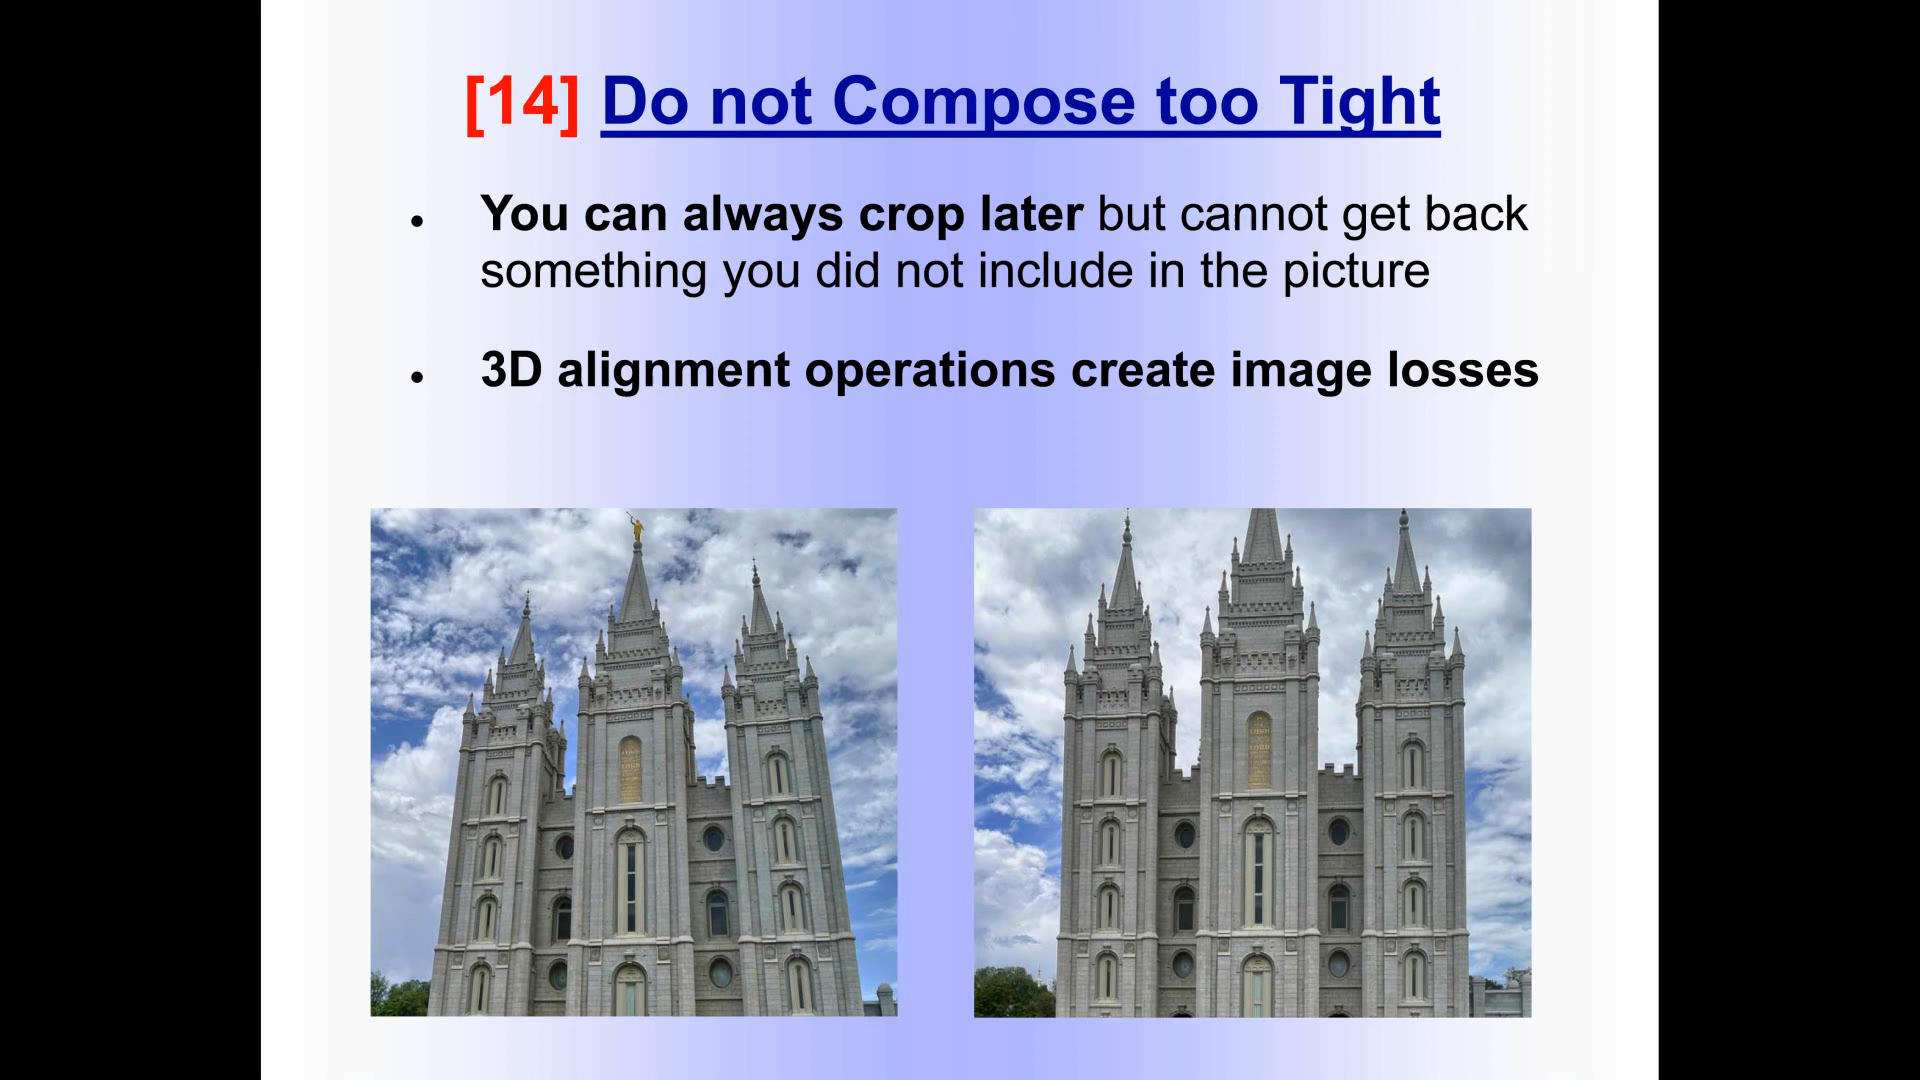 [14] Do not Compose too Tight
• You can always crop later but cannot get back
something you did not include in the picture
• 3D alignment operations create image losses